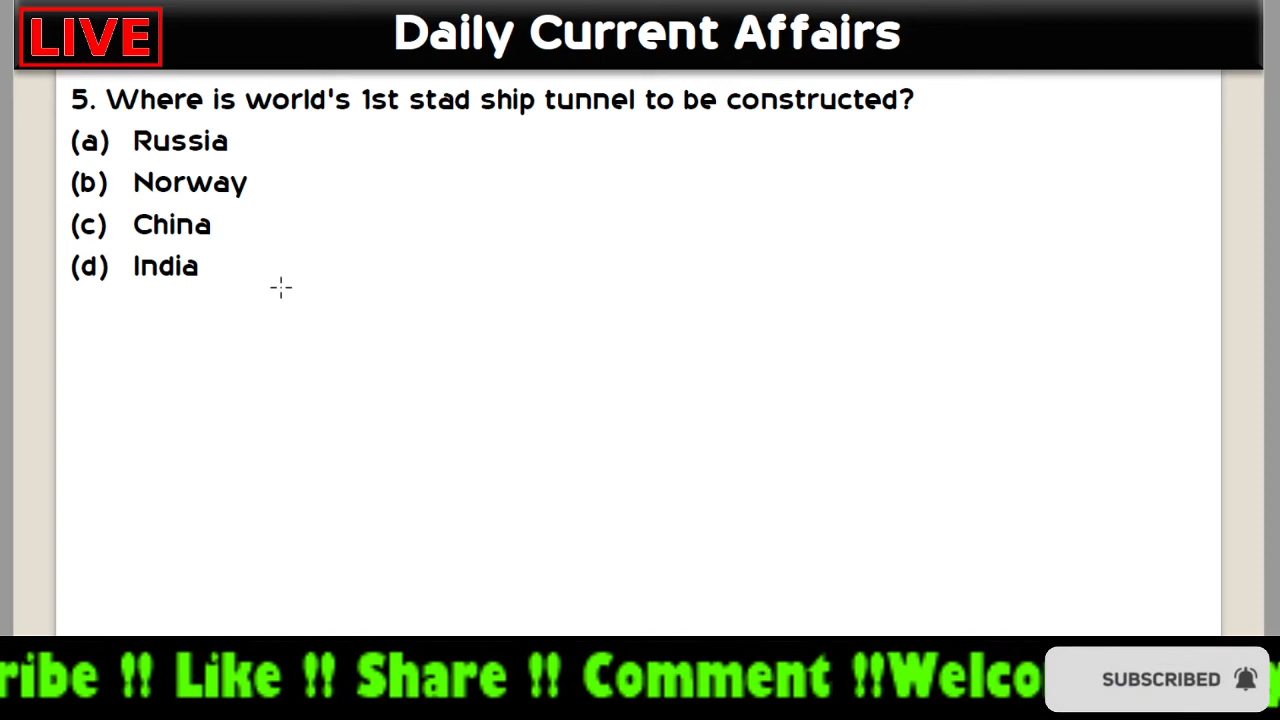 LIVE
Daily Current Affairs
5. Where is world's 1st stad ship tunnel to be constructed?
(a) Russia
(b) Norway
(c) China
(d) India
ribe !! Like !! Share !! Comment !!Welco
SUBSCRIBED